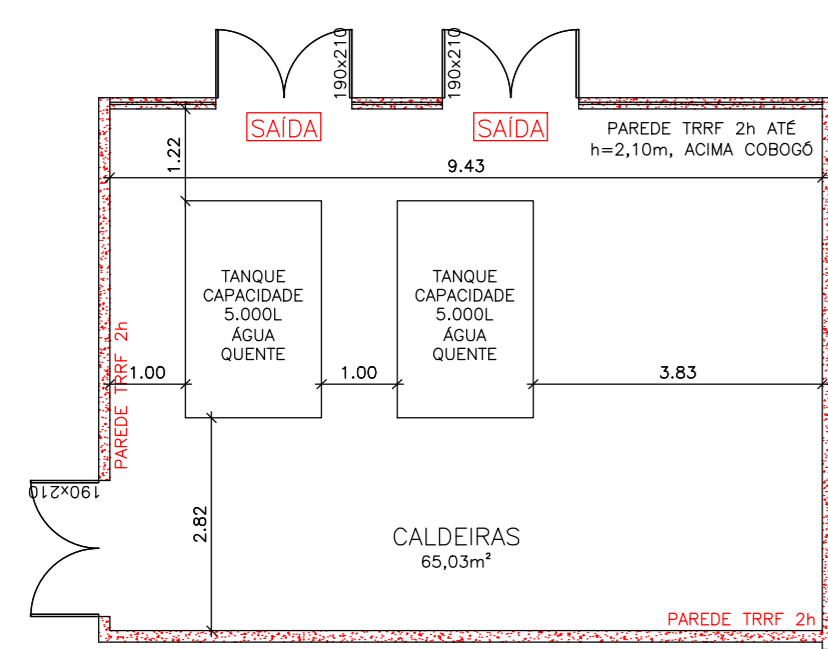 190x210
190x210
SAÍDA
SAÍDA
PAREDE TRRF 2h ATÉ
h=2,10m, ACIMA COBOGÓ
1.22
9.43
TANQUE
CAPACIDADE
5.000L
ÁGUA
QUENTE
TANQUE
CAPACIDADE
5.000L
ÁGUA
QUENTE
PAREDE TRRF 2h
1.00
1.00
3.83
190x210
2.82
CALDEIRAS
65,03m²
PAREDE TRRF 2h